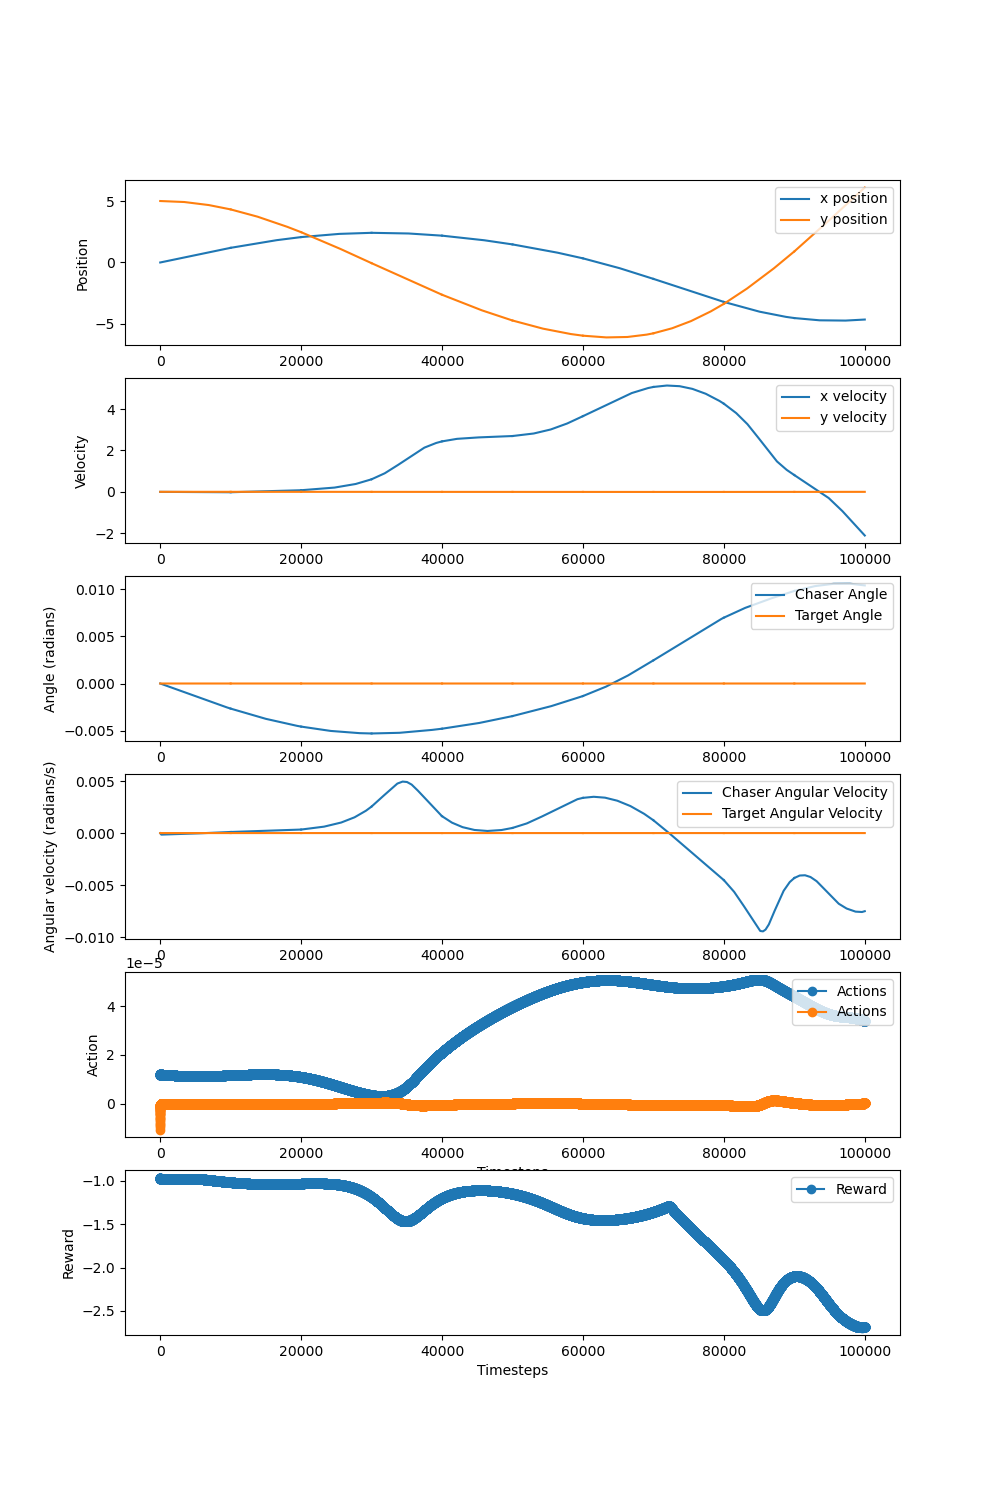 x position
y position
Position
5
0
−5
0 20000 40000 60000 80000 100000
x velocity
y velocity
Velocity
4
2
0
−2
0 20000 40000 60000 80000 100000
Chaser Angle
Target Angle
Angle (radians)
0.010
0.005
0.000
−0.005
0 20000 40000 60000 80000 100000
Chaser Angular Velocity
Target Angular Velocity
Angular velocity (radians/s)
0.005
0.000
−0.005
−0.010
0 20000 40000 60000 80000 100000
1e−5
Actions
Actions
Action
4
2
0
0 20000 40000 60000 80000 100000
Timesteps
Reward
Reward
−1.0
−1.5
−2.0
−2.5
0 20000 40000 60000 80000 100000
Timesteps